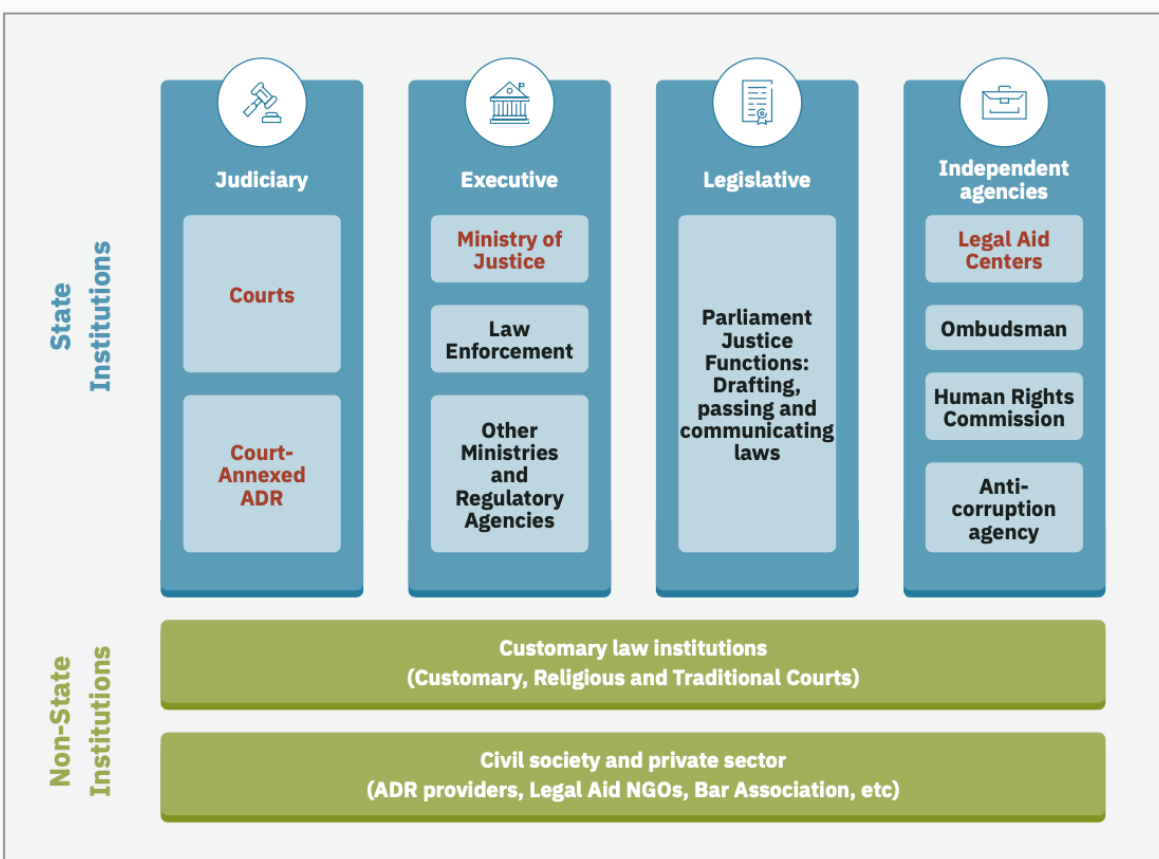 State
Institutions
Judiciary
Courts
Court-
Annexed
ADR
Executive
Ministry of
Justice
Law
Enforcement
Other
Ministries
and
Regulatory
Agencies
Legislative
Parliament
Justice
Functions:
Drafting,
passing and
communicating
laws
Independent
agencies
Legal Aid
Centers
Ombudsman
Human Rights
Commission
Anti-
corruption
agency
Non-State
Institutions
Customary law institutions
(Customary, Religious and Traditional Courts)
Civil society and private sector
(ADR providers, Legal Aid NGOs, Bar Association, etc)